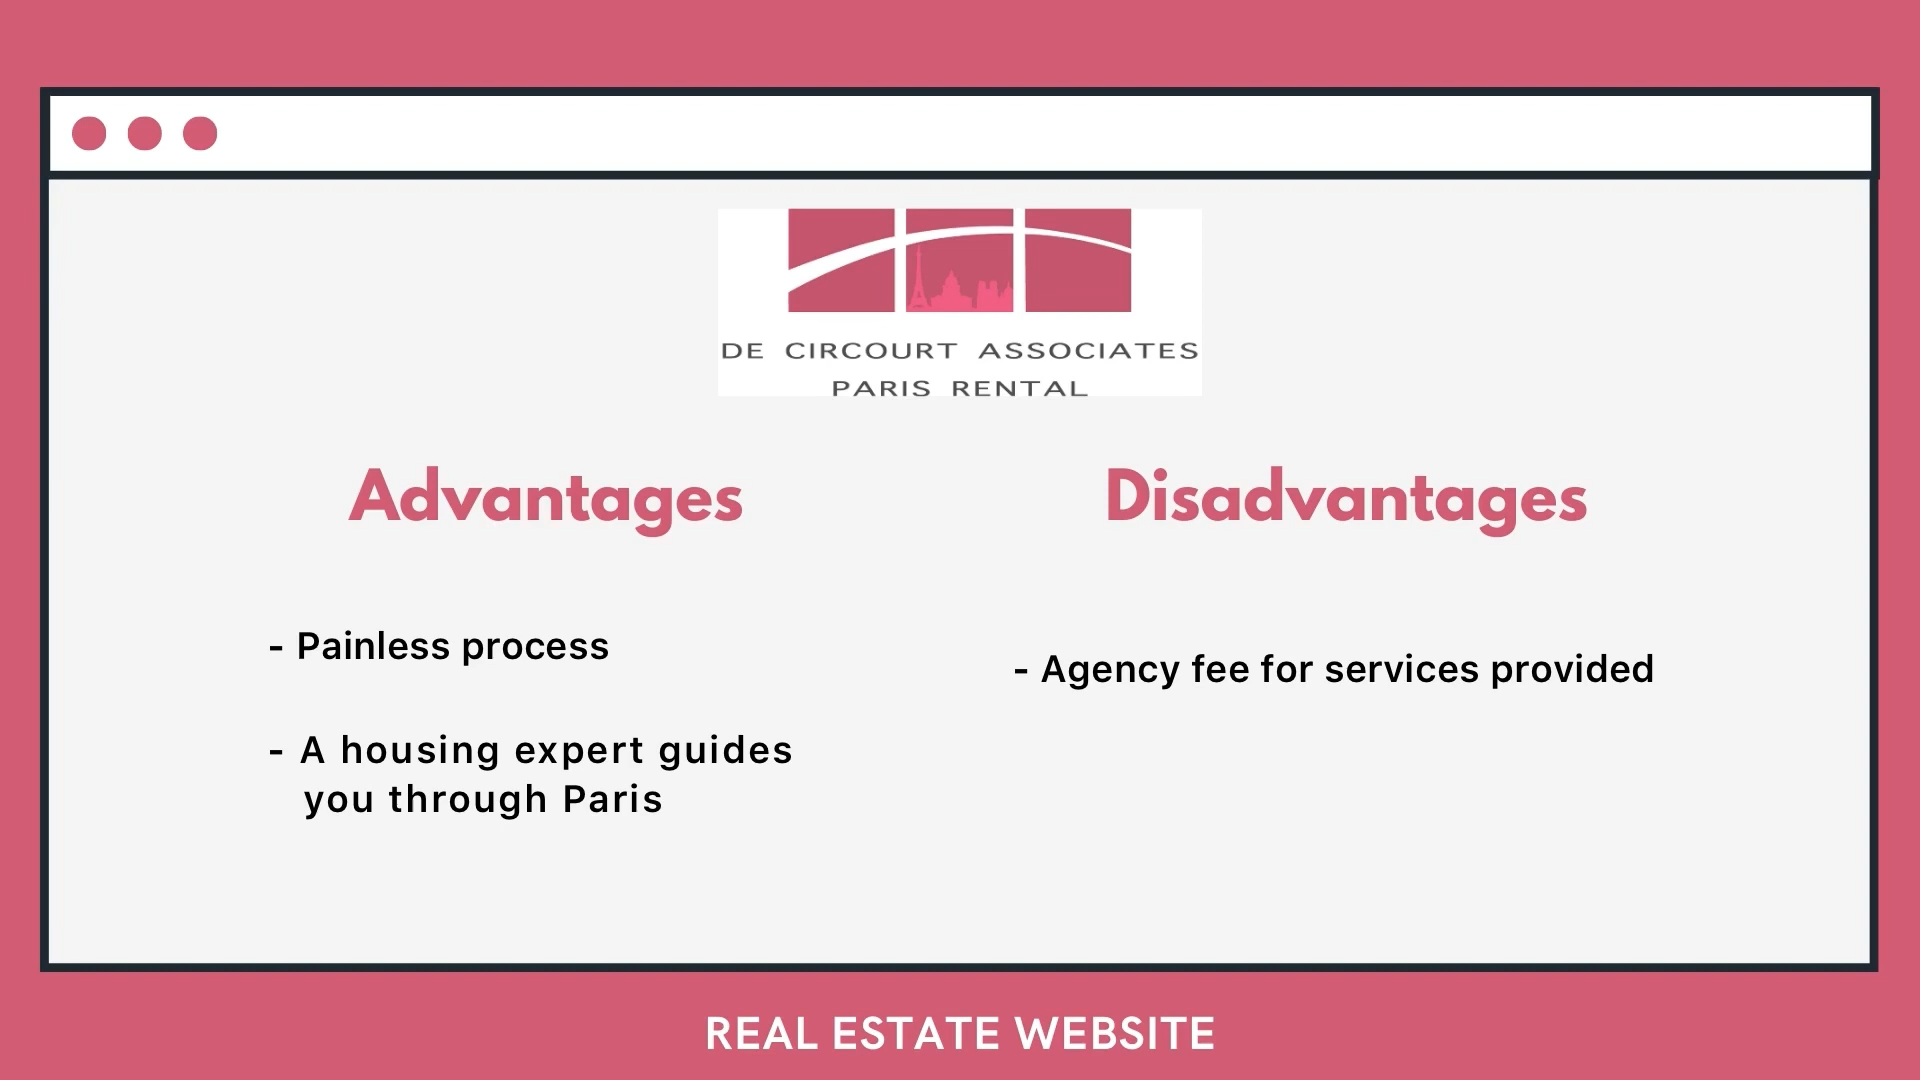 DE CIRCOURT ASSOCIATES
PARIS RENTAL
Advantages
- Painless process
- A housing expert guides
you through Paris
Disadvantages
- Agency fee for services provided
REAL ESTATE WEBSITE